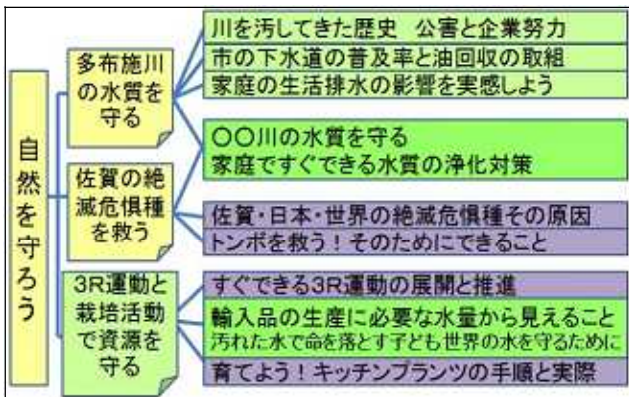 自然を守ろう
多布施川
の水質を
守る
川を汚してきた歴史　公害と企業努力
市の下水道の普及率と油回収の取組
家庭の生活排水の影響を実感しよう
〇〇川の水質を守る
家庭ですぐできる水質の浄化対策
佐賀の絶
滅危惧種
を救う
佐賀・日本・世界の絶滅危惧種その原因
トンボを救う！そのためにできること
3R運動と
栽培活動
で資源を
守る
すぐできる3R運動の展開と推進
輸入品の生産に必要な水量から見えること
汚れた水で命を落とす子ども世界の水を守るために
育てよう！キッチンプランツの手順と実際